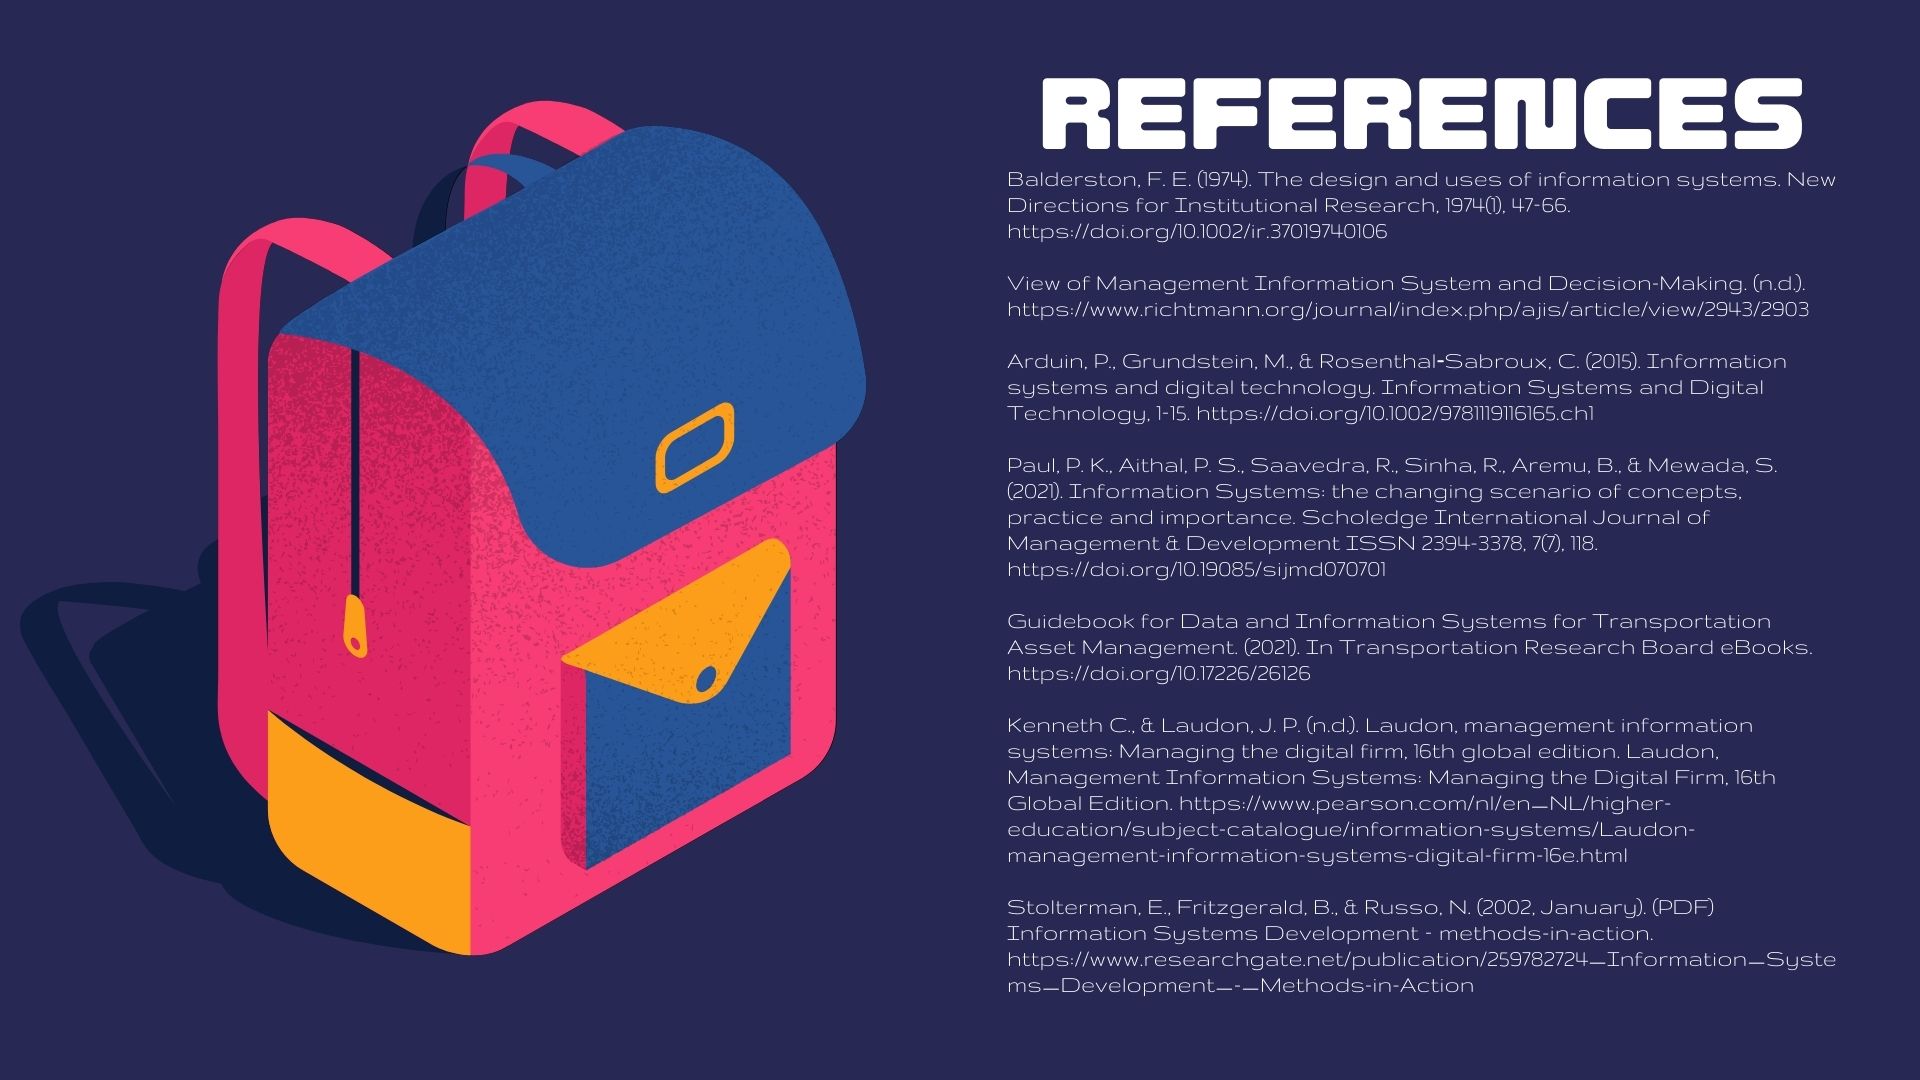 REFERENCES
Balderston, F. E. (1974). The design and uses of information systems. New
Directions for Institutional Research, 1974(1), 47-66.
https://doi.org/10.1002/ir.37019740106
View of Management Information System and Decision-Making. (n.d.).
https://www.richtmann.org/journal/index.php/ajis/article/view/2943/2903
Arduin, P., Grundstein, M., & Rosenthal‐Sabroux, C. (2015). Information
systems and digital technology. Information Systems and Digital
Technology, 1-15. https://doi.org/10.1002/9781119116165.ch1
Paul, P. K., Aithal, P. S., Saavedra, R., Sinha, R., Aremu, B., & Mewada, S.
(2021). Information Systems: the changing scenario of concepts,
practice and importance. Scholedge International Journal of
Management & Development ISSN 2394-3378, 7(7), 118.
https://doi.org/10.19085/sijmd070701
Guidebook for Data and Information Systems for Transportation
Asset Management. (2021). In Transportation Research Board eBooks.
https://doi.org/10.17226/26126
Kenneth C., & Laudon, J. P. (n.d.). Laudon, management information
systems: Managing the digital firm, 16th global edition. Laudon,
Management Information Systems: Managing the Digital Firm, 16th
Global Edition. https://www.pearson.com/nl/en_NL/higher-
education/subject-catalogue/information-systems/Laudon-
management-information-systems-digital-firm-16e.html
Stolterman, E., Fritzgerald, B., & Russo, N. (2002, January). (PDF)
Information Systems Development - methods-in-action.
https://www.researchgate.net/publication/259782724_Information_Syste
ms_Development_-_Methods-in-Action